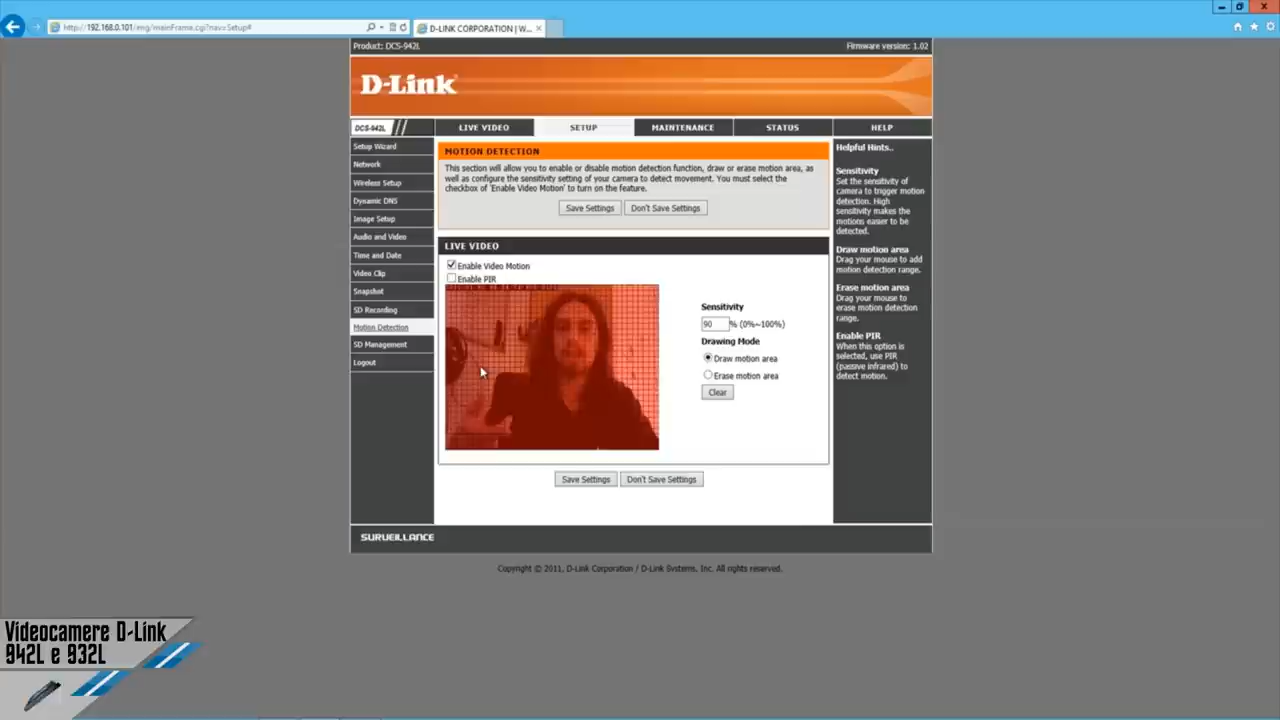 http://192.168.0.101/eng/mainFrame.cgi?nav=Setup#
D-LINK CORPORATION | W...
Product: DCS-942L
Firmware version: 1.02
D-Link
DCS-942L
LIVE VIDEO
SETUP
MAINTENANCE
STATUS
HELP
Setup Wizard
Network
Wireless Setup
Dynamic DNS
Image Setup
Audio and Video
Time and Date
Video Clip
Snapshot
SD Recording
Motion Detection
SD Management
Logout
MOTION DETECTION
This section will allow you to enable or disable motion detection function, draw or erase motion area, as
well as configure the sensitivity setting of your camera to detect movement. You must select the
checkbox of 'Enable Video Motion' to turn on the feature.
Save Settings
Don't Save Settings
LIVE VIDEO
Enable Video Motion
Enable PIR
Sensitivity
90 % (0%~100%)
Drawing Mode
Draw motion area
Erase motion area
Clear
Save Settings
Don't Save Settings
Helpful Hints..
Sensitivity
Set the sensitivity of
camera to trigger motion
detection. High
sensitivity makes the
motions easier to be
detected.
Draw motion area
Drag your mouse to add
motion detection range.
Erase motion area
Drag your mouse to
erase motion detection
range.
Enable PIR
When this option is
selected, use PIR
(passive infrared) to
detect motion.
SURVEILLANCE
Copyright © 2011, D-Link Corporation / D-Link Systems, Inc. All rights reserved.
Videocamere D-Link
942L e 932L